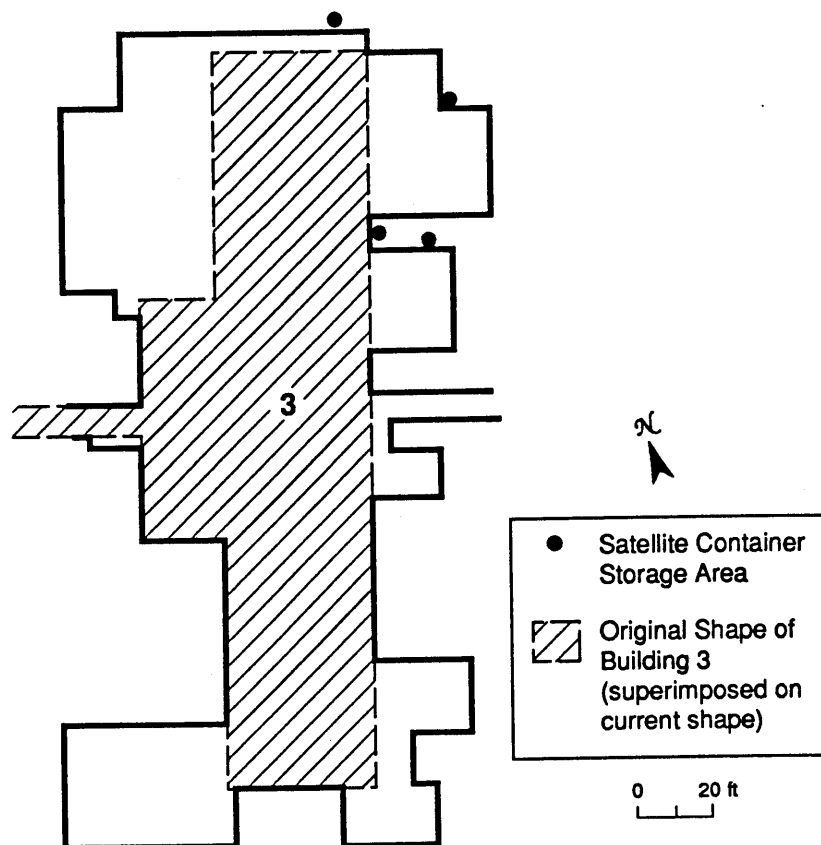 3
N
Satellite Container
Storage Area
Original Shape of
Building 3
(superimposed on
current shape)
0 20 ft